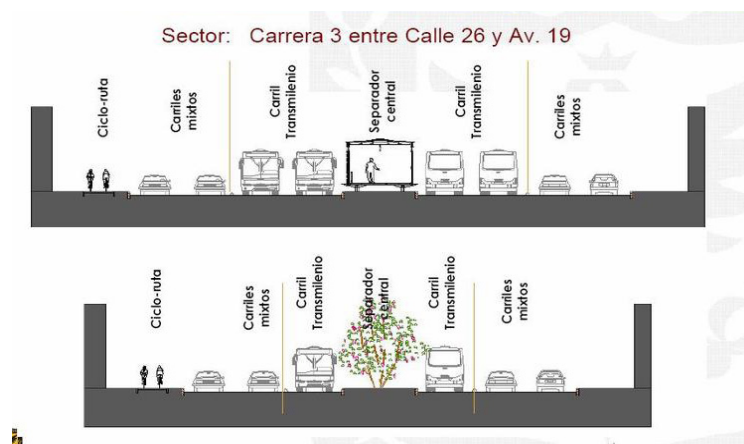 Sector: Carrera 3 entre Calle 26 y Av. 19
Ciclo-ruta
Carriles
mixtos
Carril
Transmilenio
Separador
central
Carril
Transmilenio
Carriles
mixtos
Ciclo-ruta
Carriles
mixtos
Carril
Transmilenio
Separador
central
Carril
Transmilenio
Carriles
mixtos